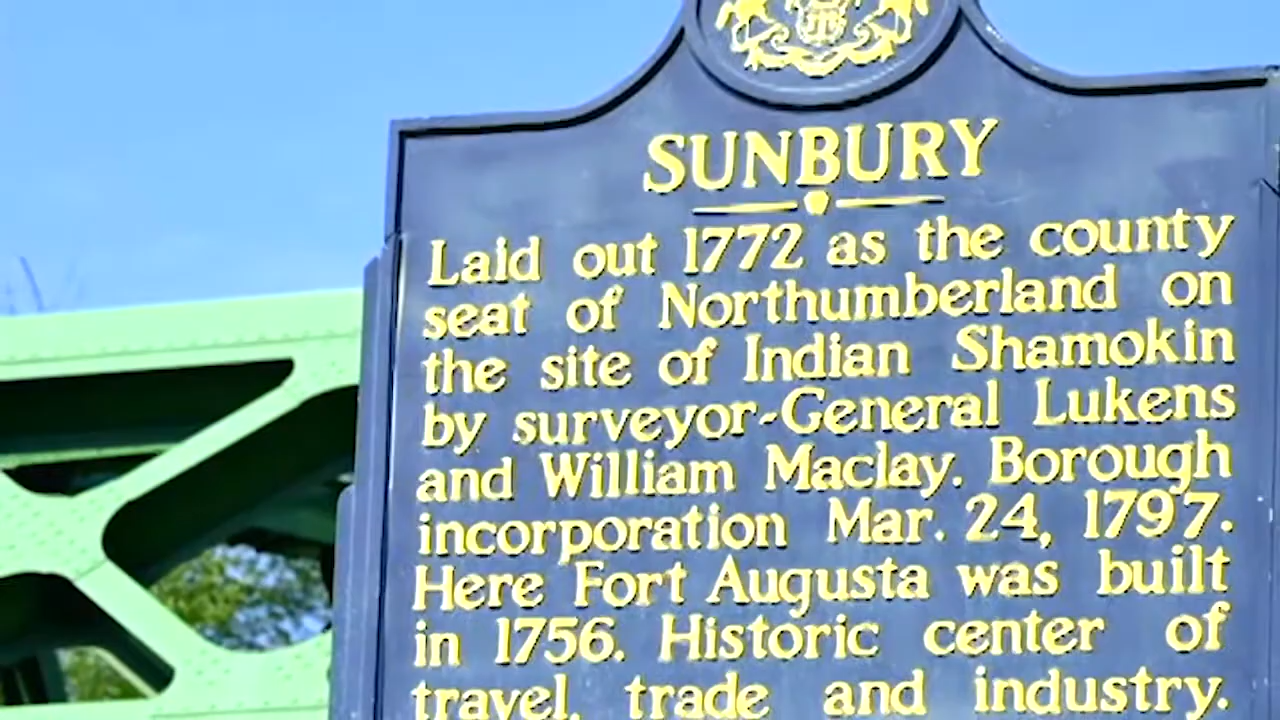 SUNBURY
Laid out 1772 as the county
seat of Northumberland on
the site of Indian Shamokin
by surveyor-General Lukens
and William Maclay. Borough
incorporation Mar. 24, 1797.
Here Fort Augusta was built
in 1756. Historic center of
travel, trade and industry.